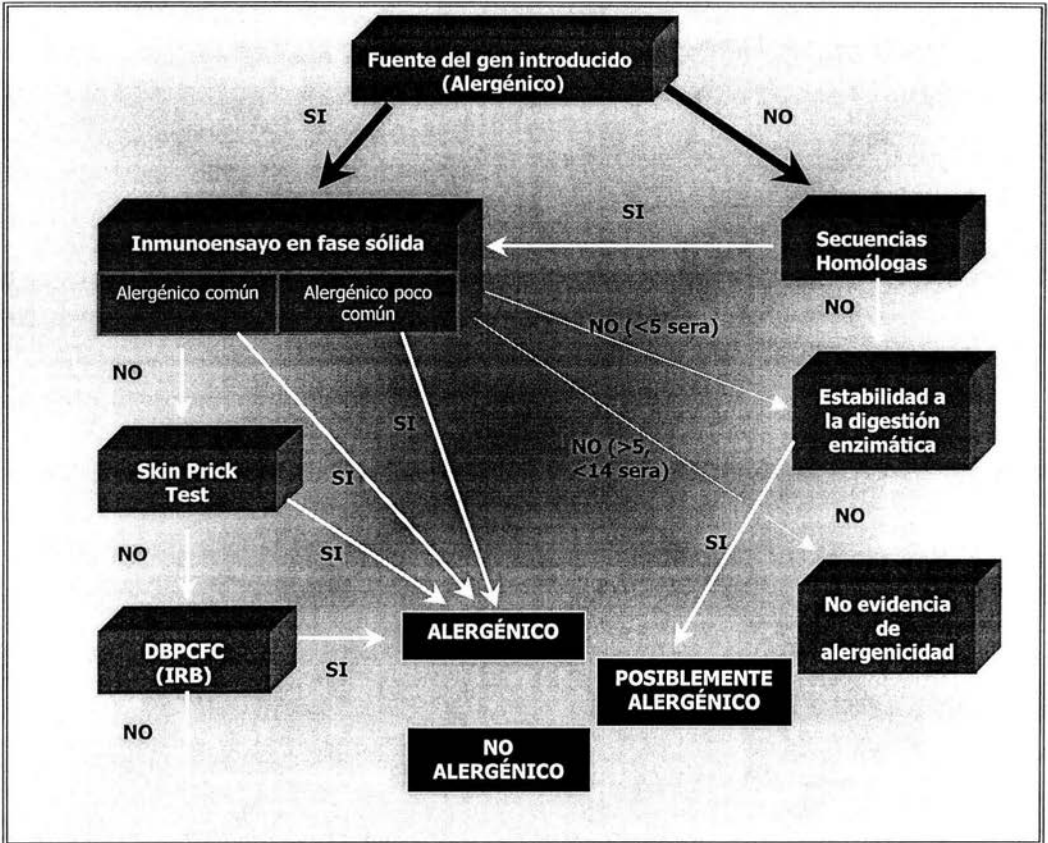 Fuente del gen introducido
(Alergénico)
SI
NO
Inmunoensayo en fase sólida
Alergénico común
Alergénico poco
común
SI
Secuencias
Homólogas
NO
NO (<5 sera)
NO
Estabilidad a
la digestión
enzimática
SI
NO (>5,
<14 sera)
Skin Prick
Test
SI
NO
SI
NO
SI
ALERGÉNICO
No evidencia
de
alergenicidad
DBPCFC
(IRB)
SI
POSIBLEMENTE
ALERGÉNICO
NO
NO
ALERGÉNICO